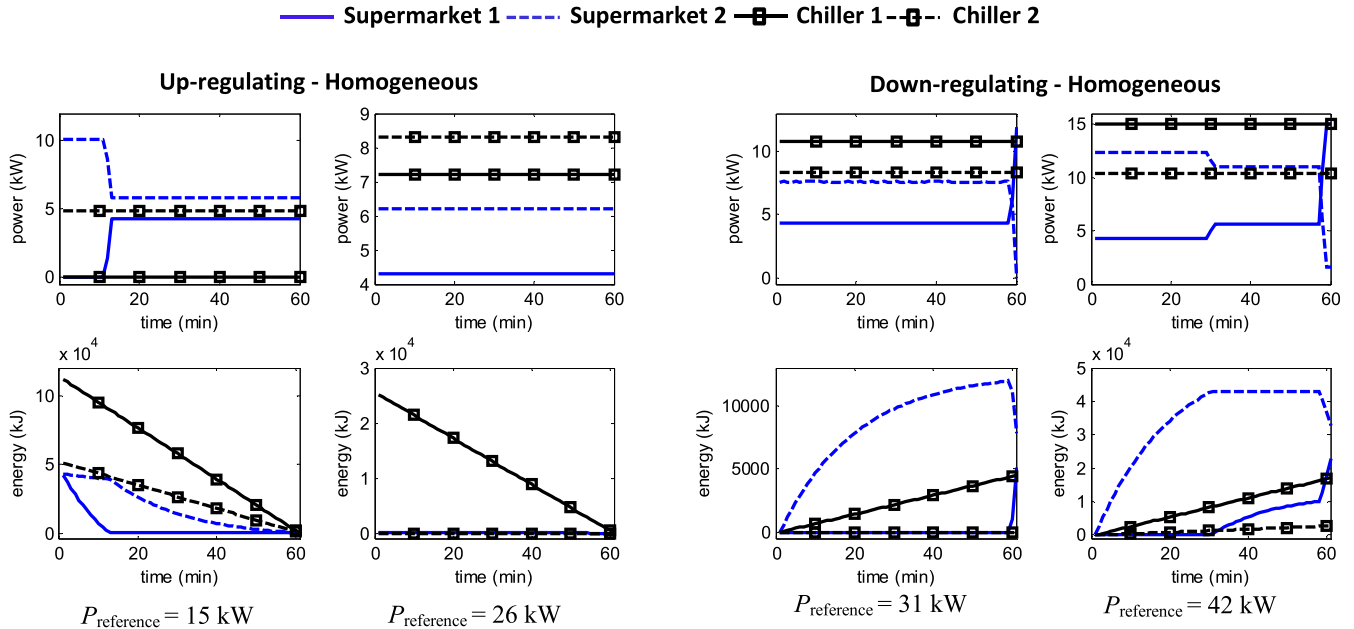 Supermarket 1 Supermarket 2 Chiller 1 Chiller 2
Up-regulating - Homogeneous Down-regulating - Homogeneous
power (kW)
10
5
0
0 20 40 60
time (min)
power (kW)
9
8
7
6
5
4
0 20 40 60
time (min)
power (kW)
10
5
0
0 20 40 60
time (min)
power (kW)
15
10
5
0
0 20 40 60
time (min)
x 10^4
energy (kJ)
10
5
0
0 20 40 60
time (min)
x 10^4
energy (kJ)
3
2
1
0
0 20 40 60
time (min)
energy (kJ)
10000
5000
0
0 20 40 60
time (min)
x 10^4
energy (kJ)
5
4
3
2
1
0
0 20 40 60
time (min)
P_reference = 15 kW P_reference = 26 kW P_reference = 31 kW P_reference = 42 kW